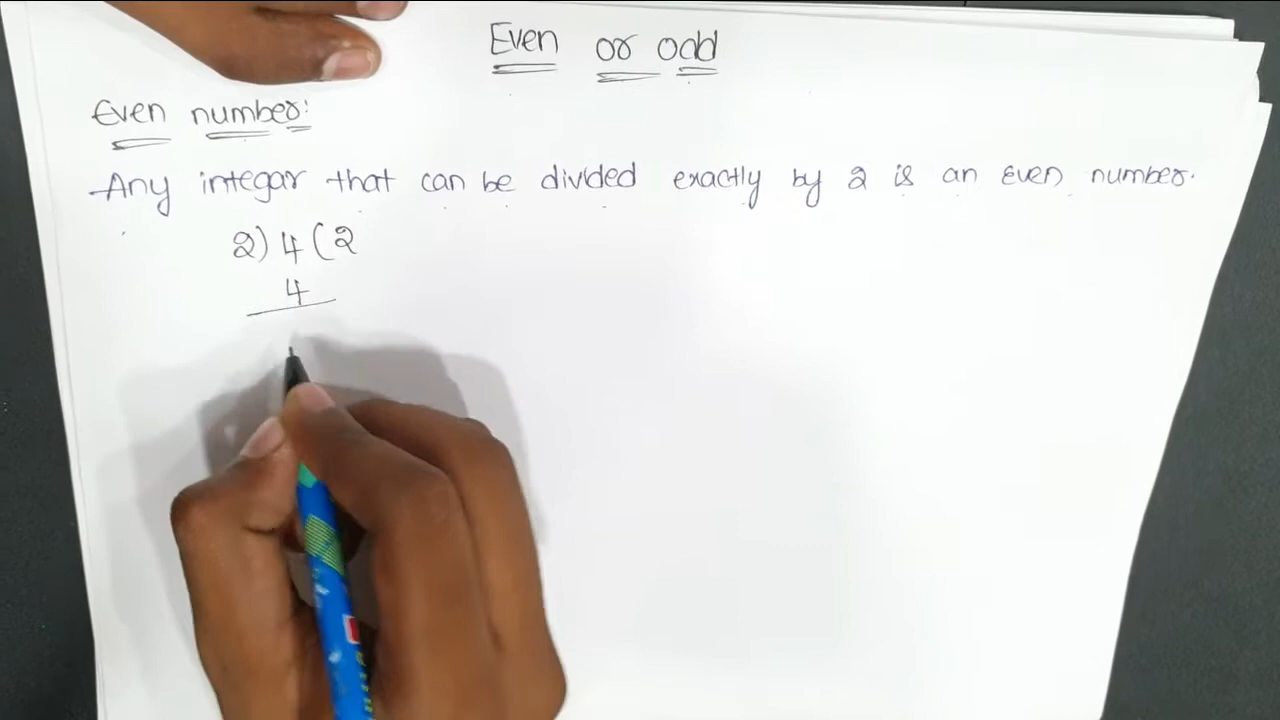 Even or odd
Even number:
Any integar that can be divided exactly by 2 is an even number.
2) 4 (2
4